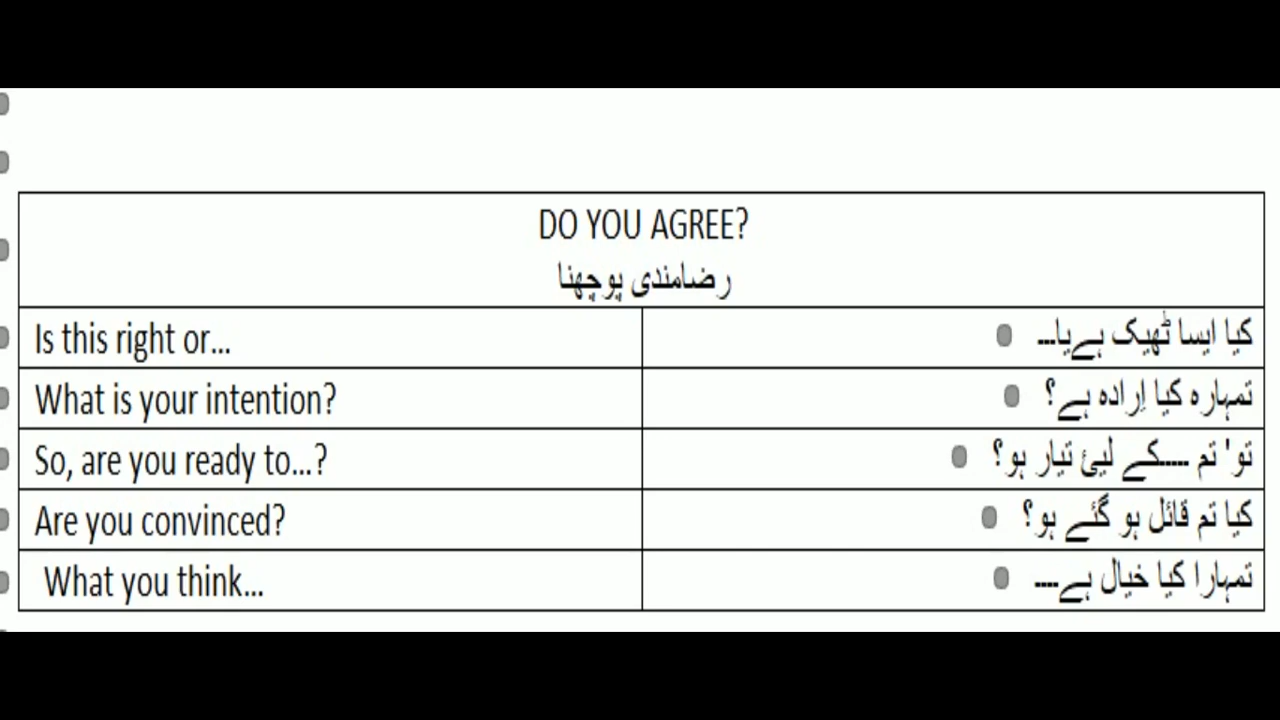 DO YOU AGREE?
رضامندی پوچھنا
Is this right or...
کیا ایسا ٹھیک ہےیا---
What is your intention?
تمہارہ کیا اِرادہ ہے؟
So, are you ready to...?
تو' تم -----کے لیئ تیار ہو؟
Are you convinced?
کیا تم قائل ہو گئے ہو؟
What you think...
تمہارا کیا خیال ہے----